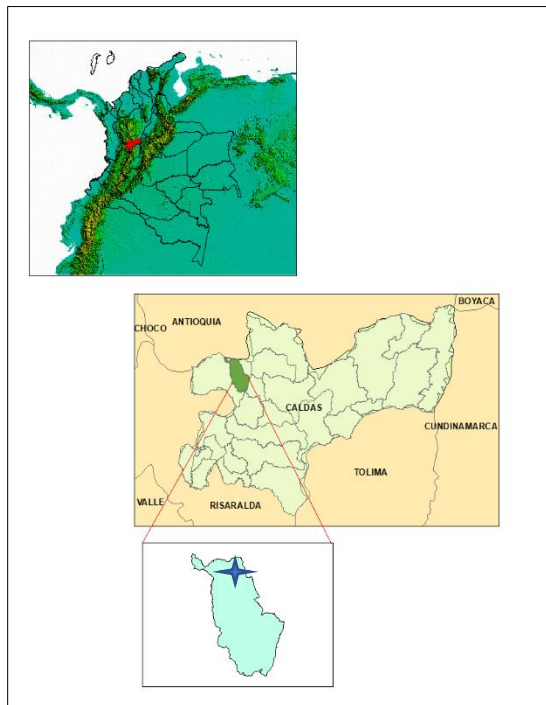 BOYACA
ANTIOQUIA
CHOCO
CALDAS
CUNDINAMARCA
TOLIMA
VALLE
RISARALDA